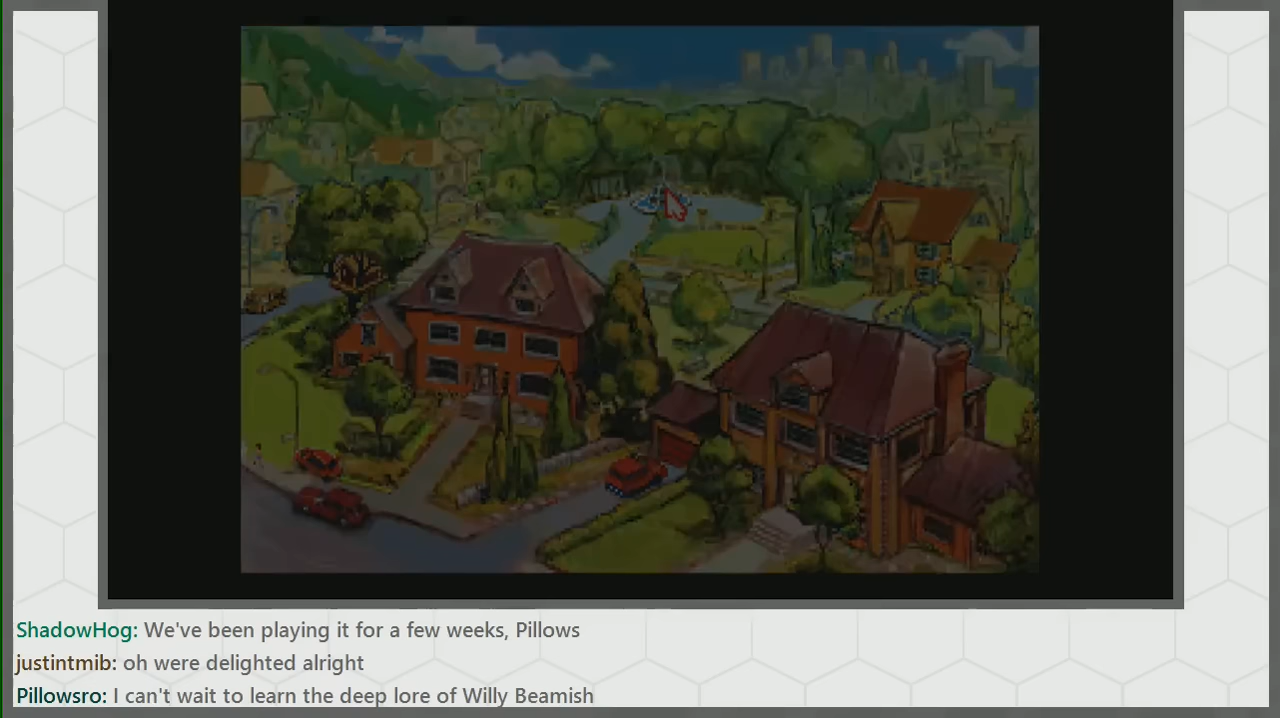 ShadowHog: We've been playing it for a few weeks, Pillows
justintmib: oh were delighted alright
Pillowsro: I can't wait to learn the deep lore of Willy Beamish